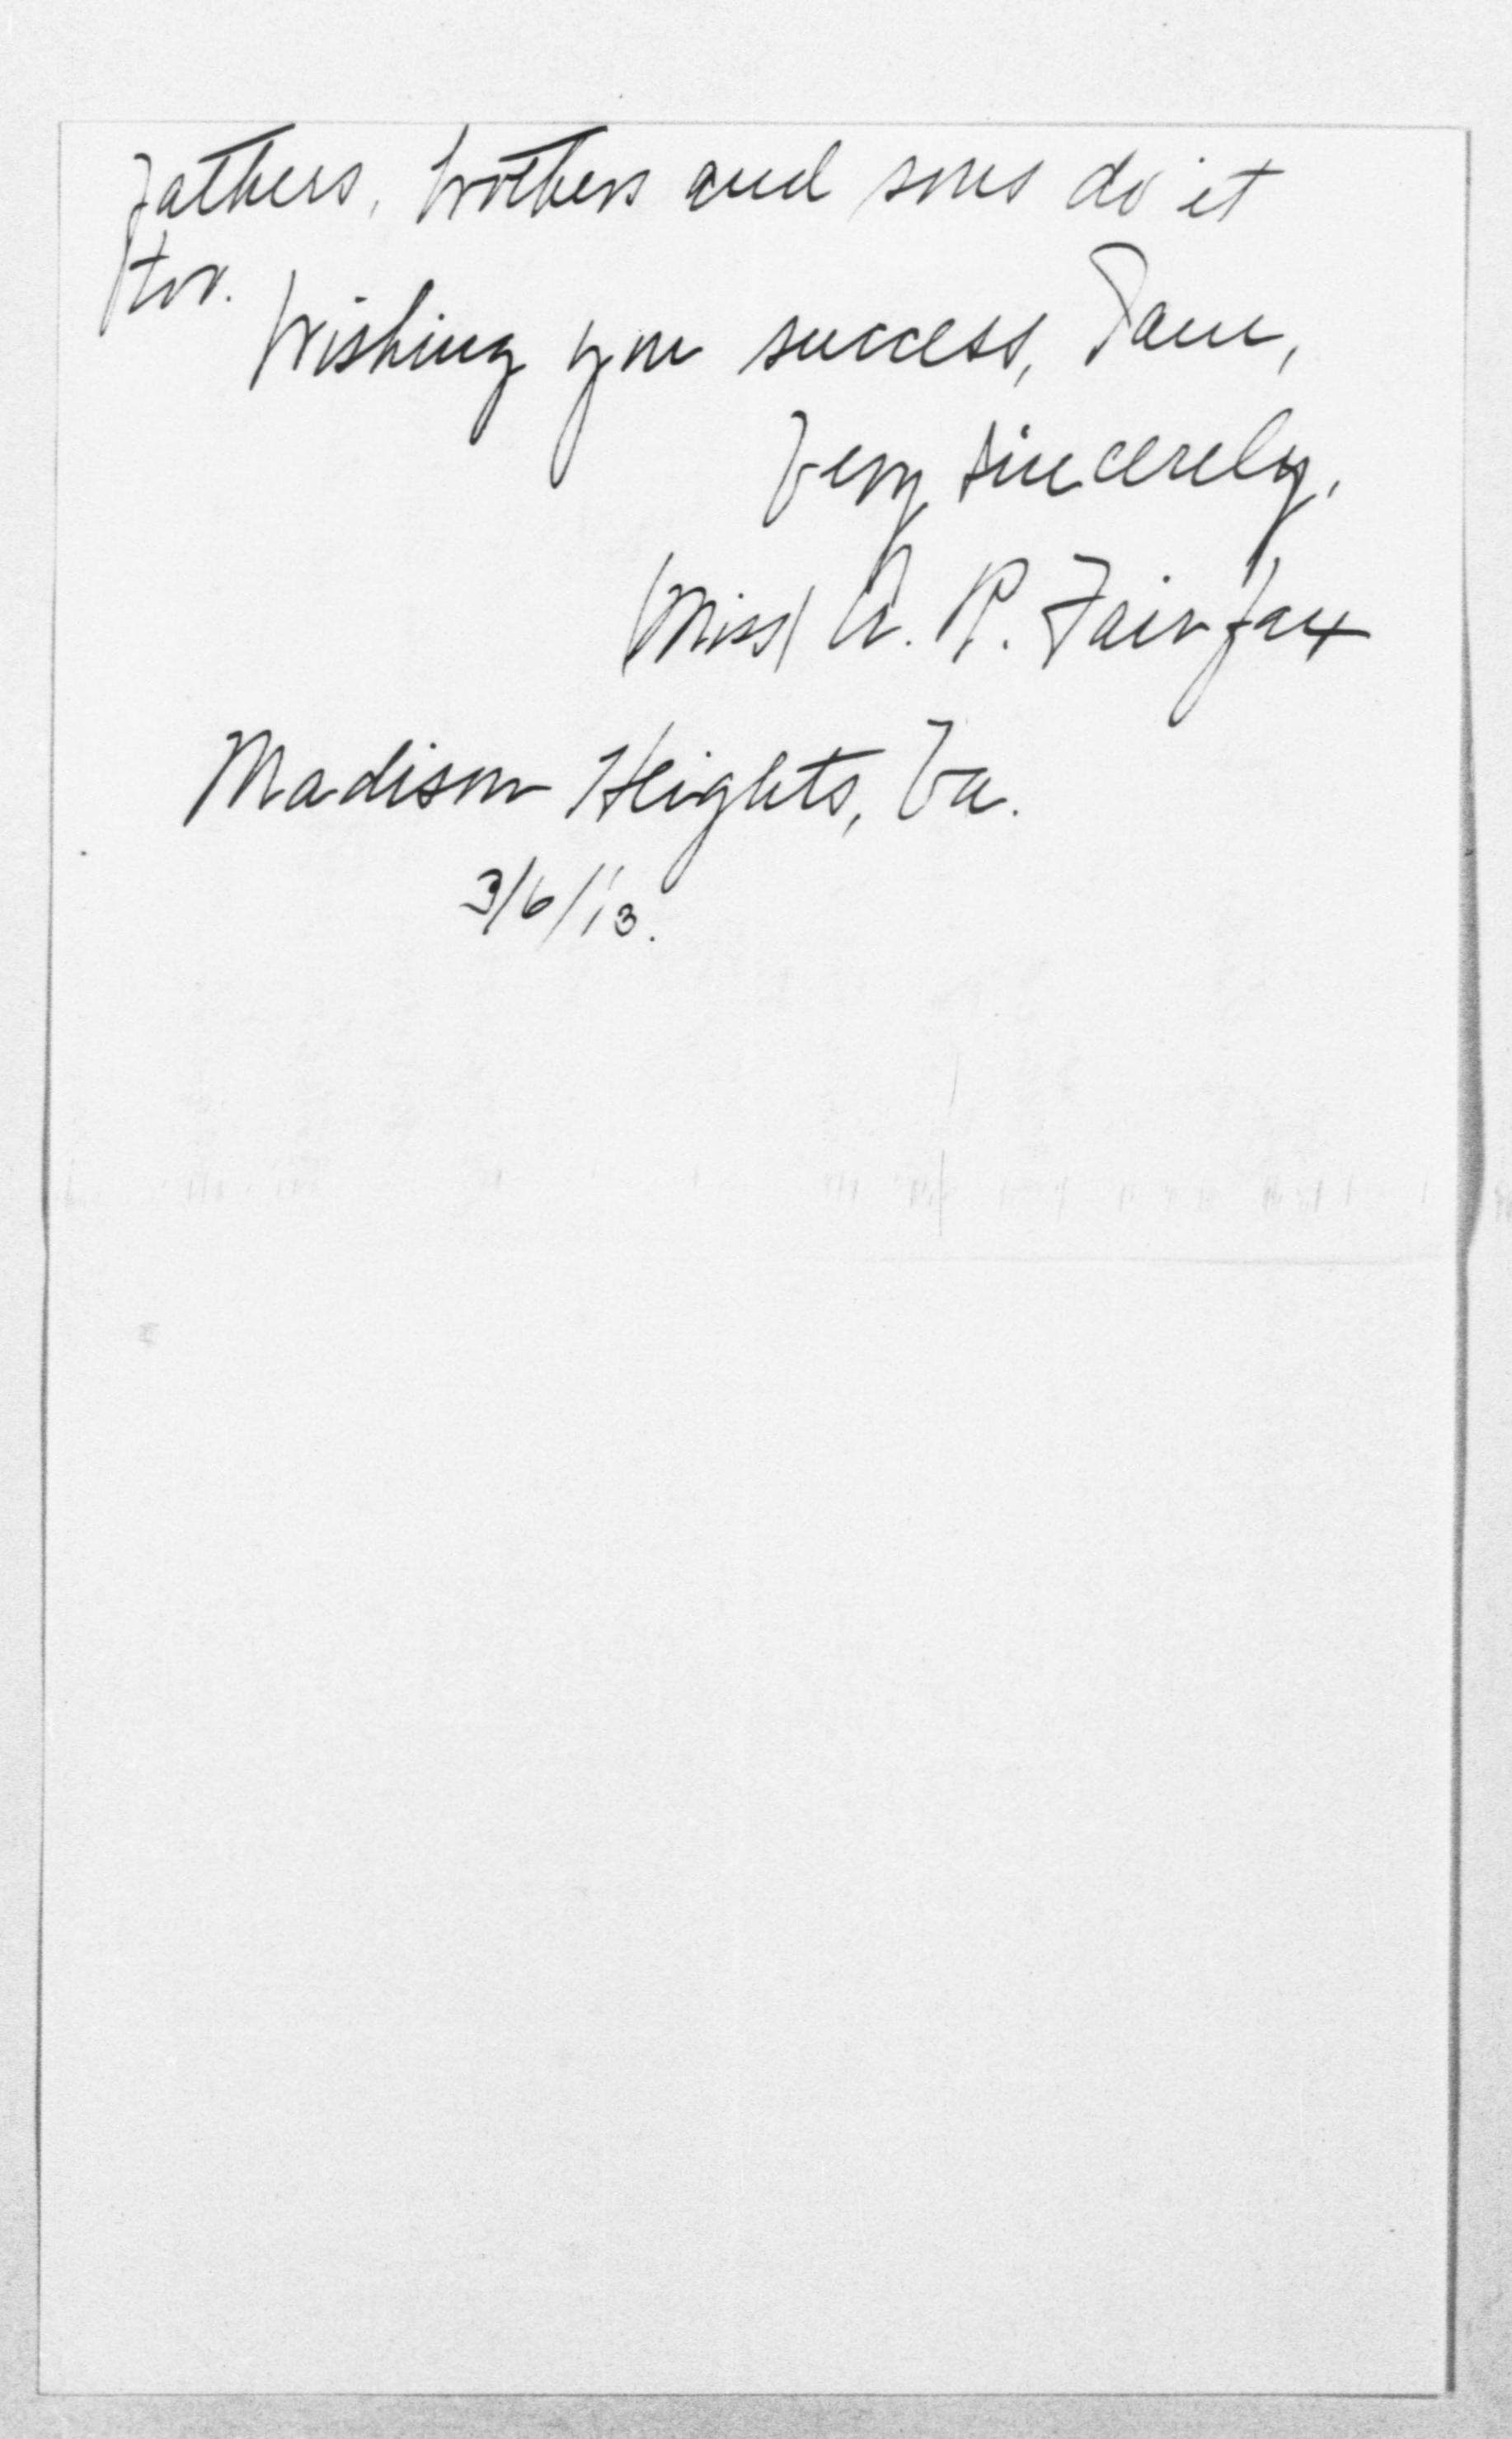 fathers, brothers and sons do it
for.
Wishing you success, I am,
Very sincerely,
(Miss) A. R. Fairfax
Madison Heights, Va.
3/6/'13.